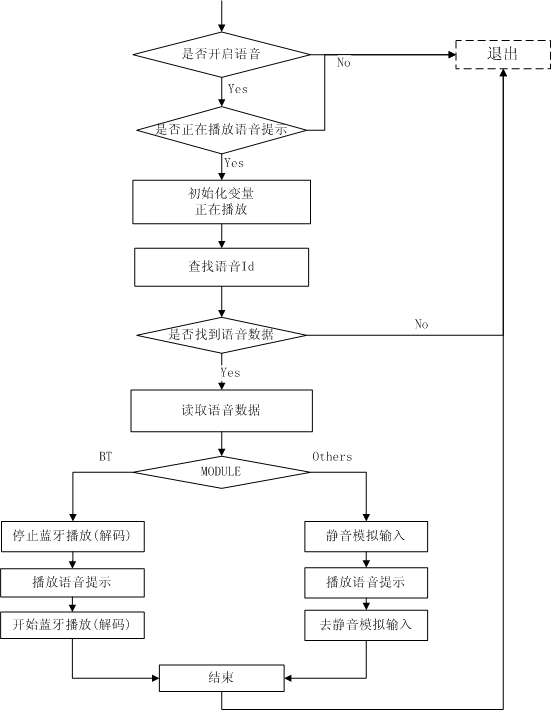 是否开启语音
退出
No
Yes
是否正在播放语音提示
Yes
初始化变量
正在播放
查找语音Id
No
是否找到语音数据
Yes
读取语音数据
BT
Others
MODULE
停止蓝牙播放(解码)
静音模拟输入
播放语音提示
播放语音提示
开始蓝牙播放(解码)
去静音模拟输入
结束